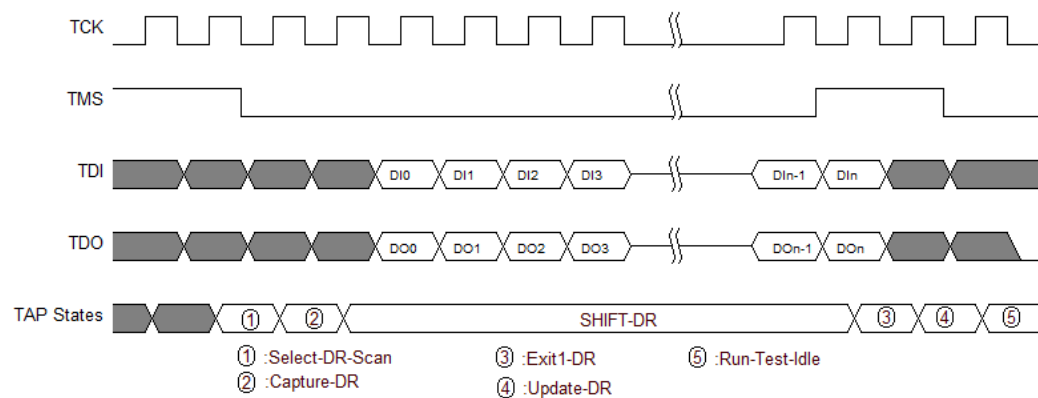 TCK
TMS
TDI
DI0 DI1 DI2 DI3 DIn-1 DIn
TDO
DO0 DO1 DO2 DO3 DOn-1 DOn
TAP States
① ② SHIFT-DR ③ ④ ⑤
① :Select-DR-Scan ③ :Exit1-DR ⑤ :Run-Test-Idle
② :Capture-DR ④ :Update-DR